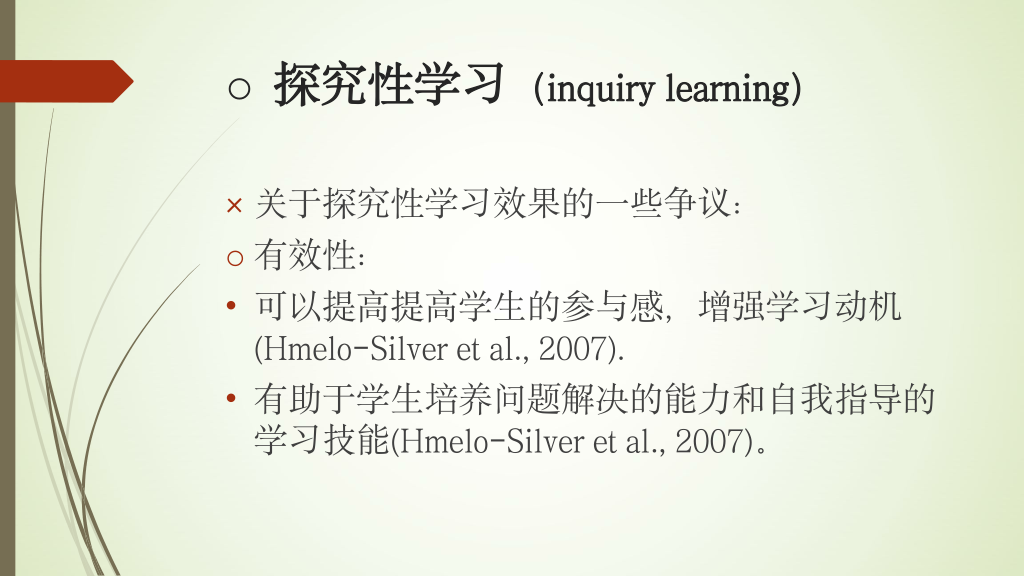 ○ 探究性学习（inquiry learning）
× 关于探究性学习效果的一些争议：
○ 有效性：
• 可以提高提高学生的参与感，增强学习动机
(Hmelo-Silver et al., 2007).
• 有助于学生培养问题解决的能力和自我指导的
学习技能(Hmelo-Silver et al., 2007)。